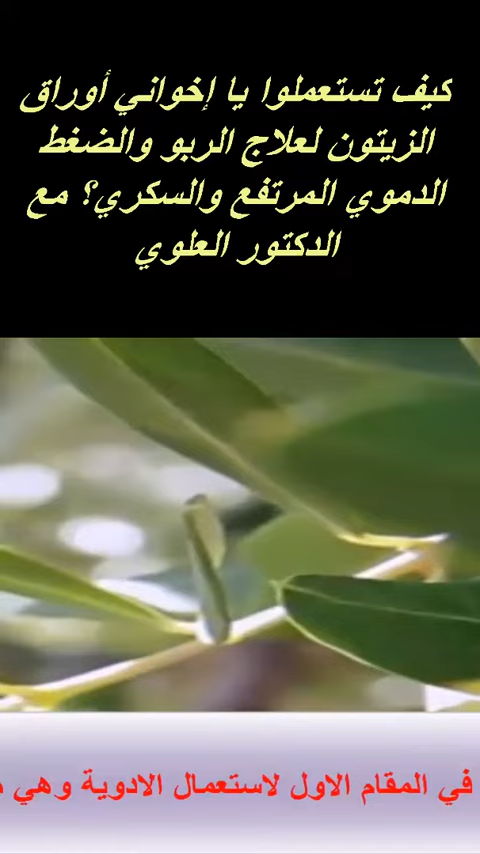 كيف تستعملوا يا إخواني أوراق
الزيتون لعلاج الربو والضغط
الدموي المرتفع والسكري؟ مع
الدكتور العلوي
في المقام الاول لاستعمال الادوية وهي